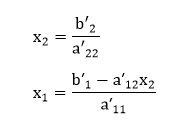 x₂ = b′₂ / a′₂₂
x₁ = b′₁ − a′₁₂x₂ / a′₁₁